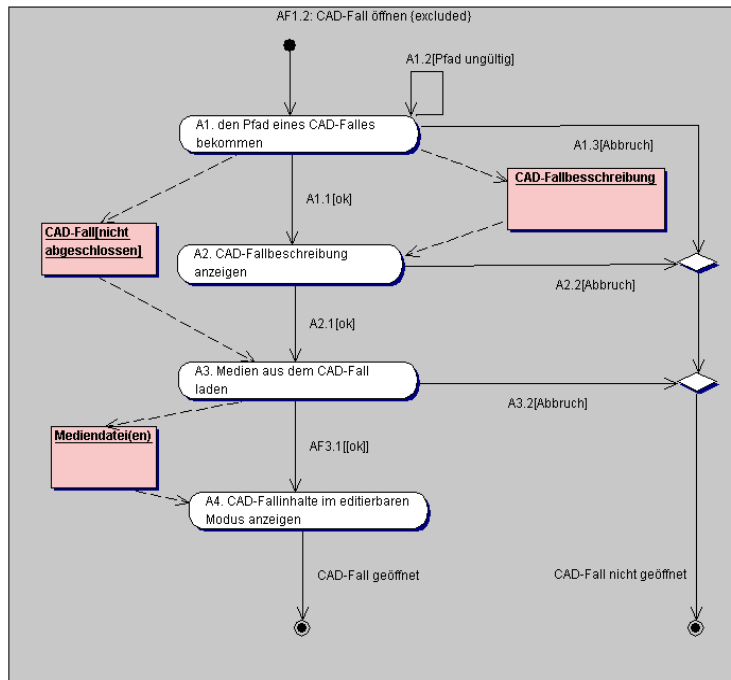 AF1.2: CAD-Fall öffnen {excluded}
A1.2[Pfad ungültig]
A1. den Pfad eines CAD-Falles
bekommen
A1.3[Abbruch]
CAD-Fallbesschreibung
A1.1[ok]
CAD-Fall[nicht
abgeschlossen]
A2. CAD-Fallbeschreibung
anzeigen
A2.2[Abbruch]
A2.1[ok]
A3. Medien aus dem CAD-Fall
laden
A3.2[Abbruch]
Mediendatei(en)
AF3.1[[ok]]
A4. CAD-Fallinhalte im editierbaren
Modus anzeigen
CAD-Fall geöffnet
CAD-Fall nicht geöffnet